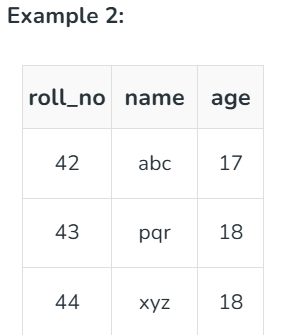 Example 2:
roll_no name age
42 abc 17
43 pqr 18
44 xyz 18